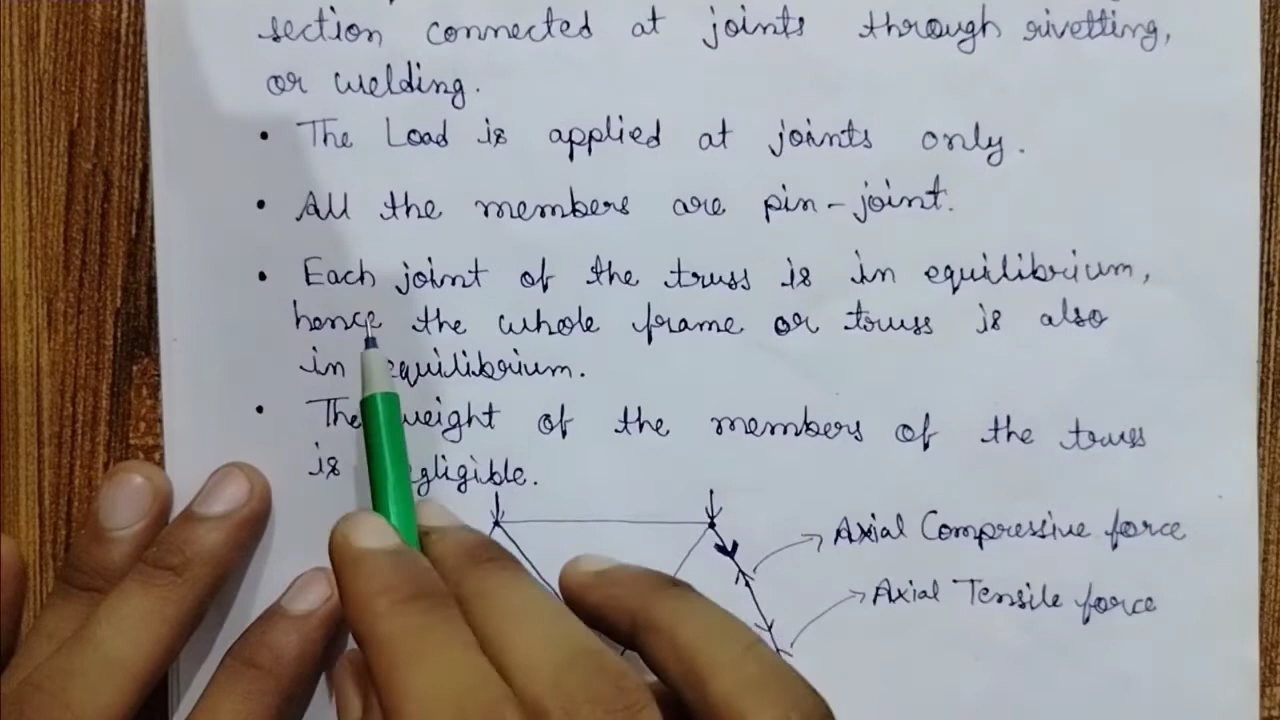 section connected at joints through rivetting,
or welding.
• The Load is applied at joints only.
• All the members are pin-joint.
• Each joint of the truss is in equilibrium,
hence the whole frame or truss is also
in equilibrium.
• The weight of the members of the truss
is negligible.
Axial Compressive force
Axial Tensile force